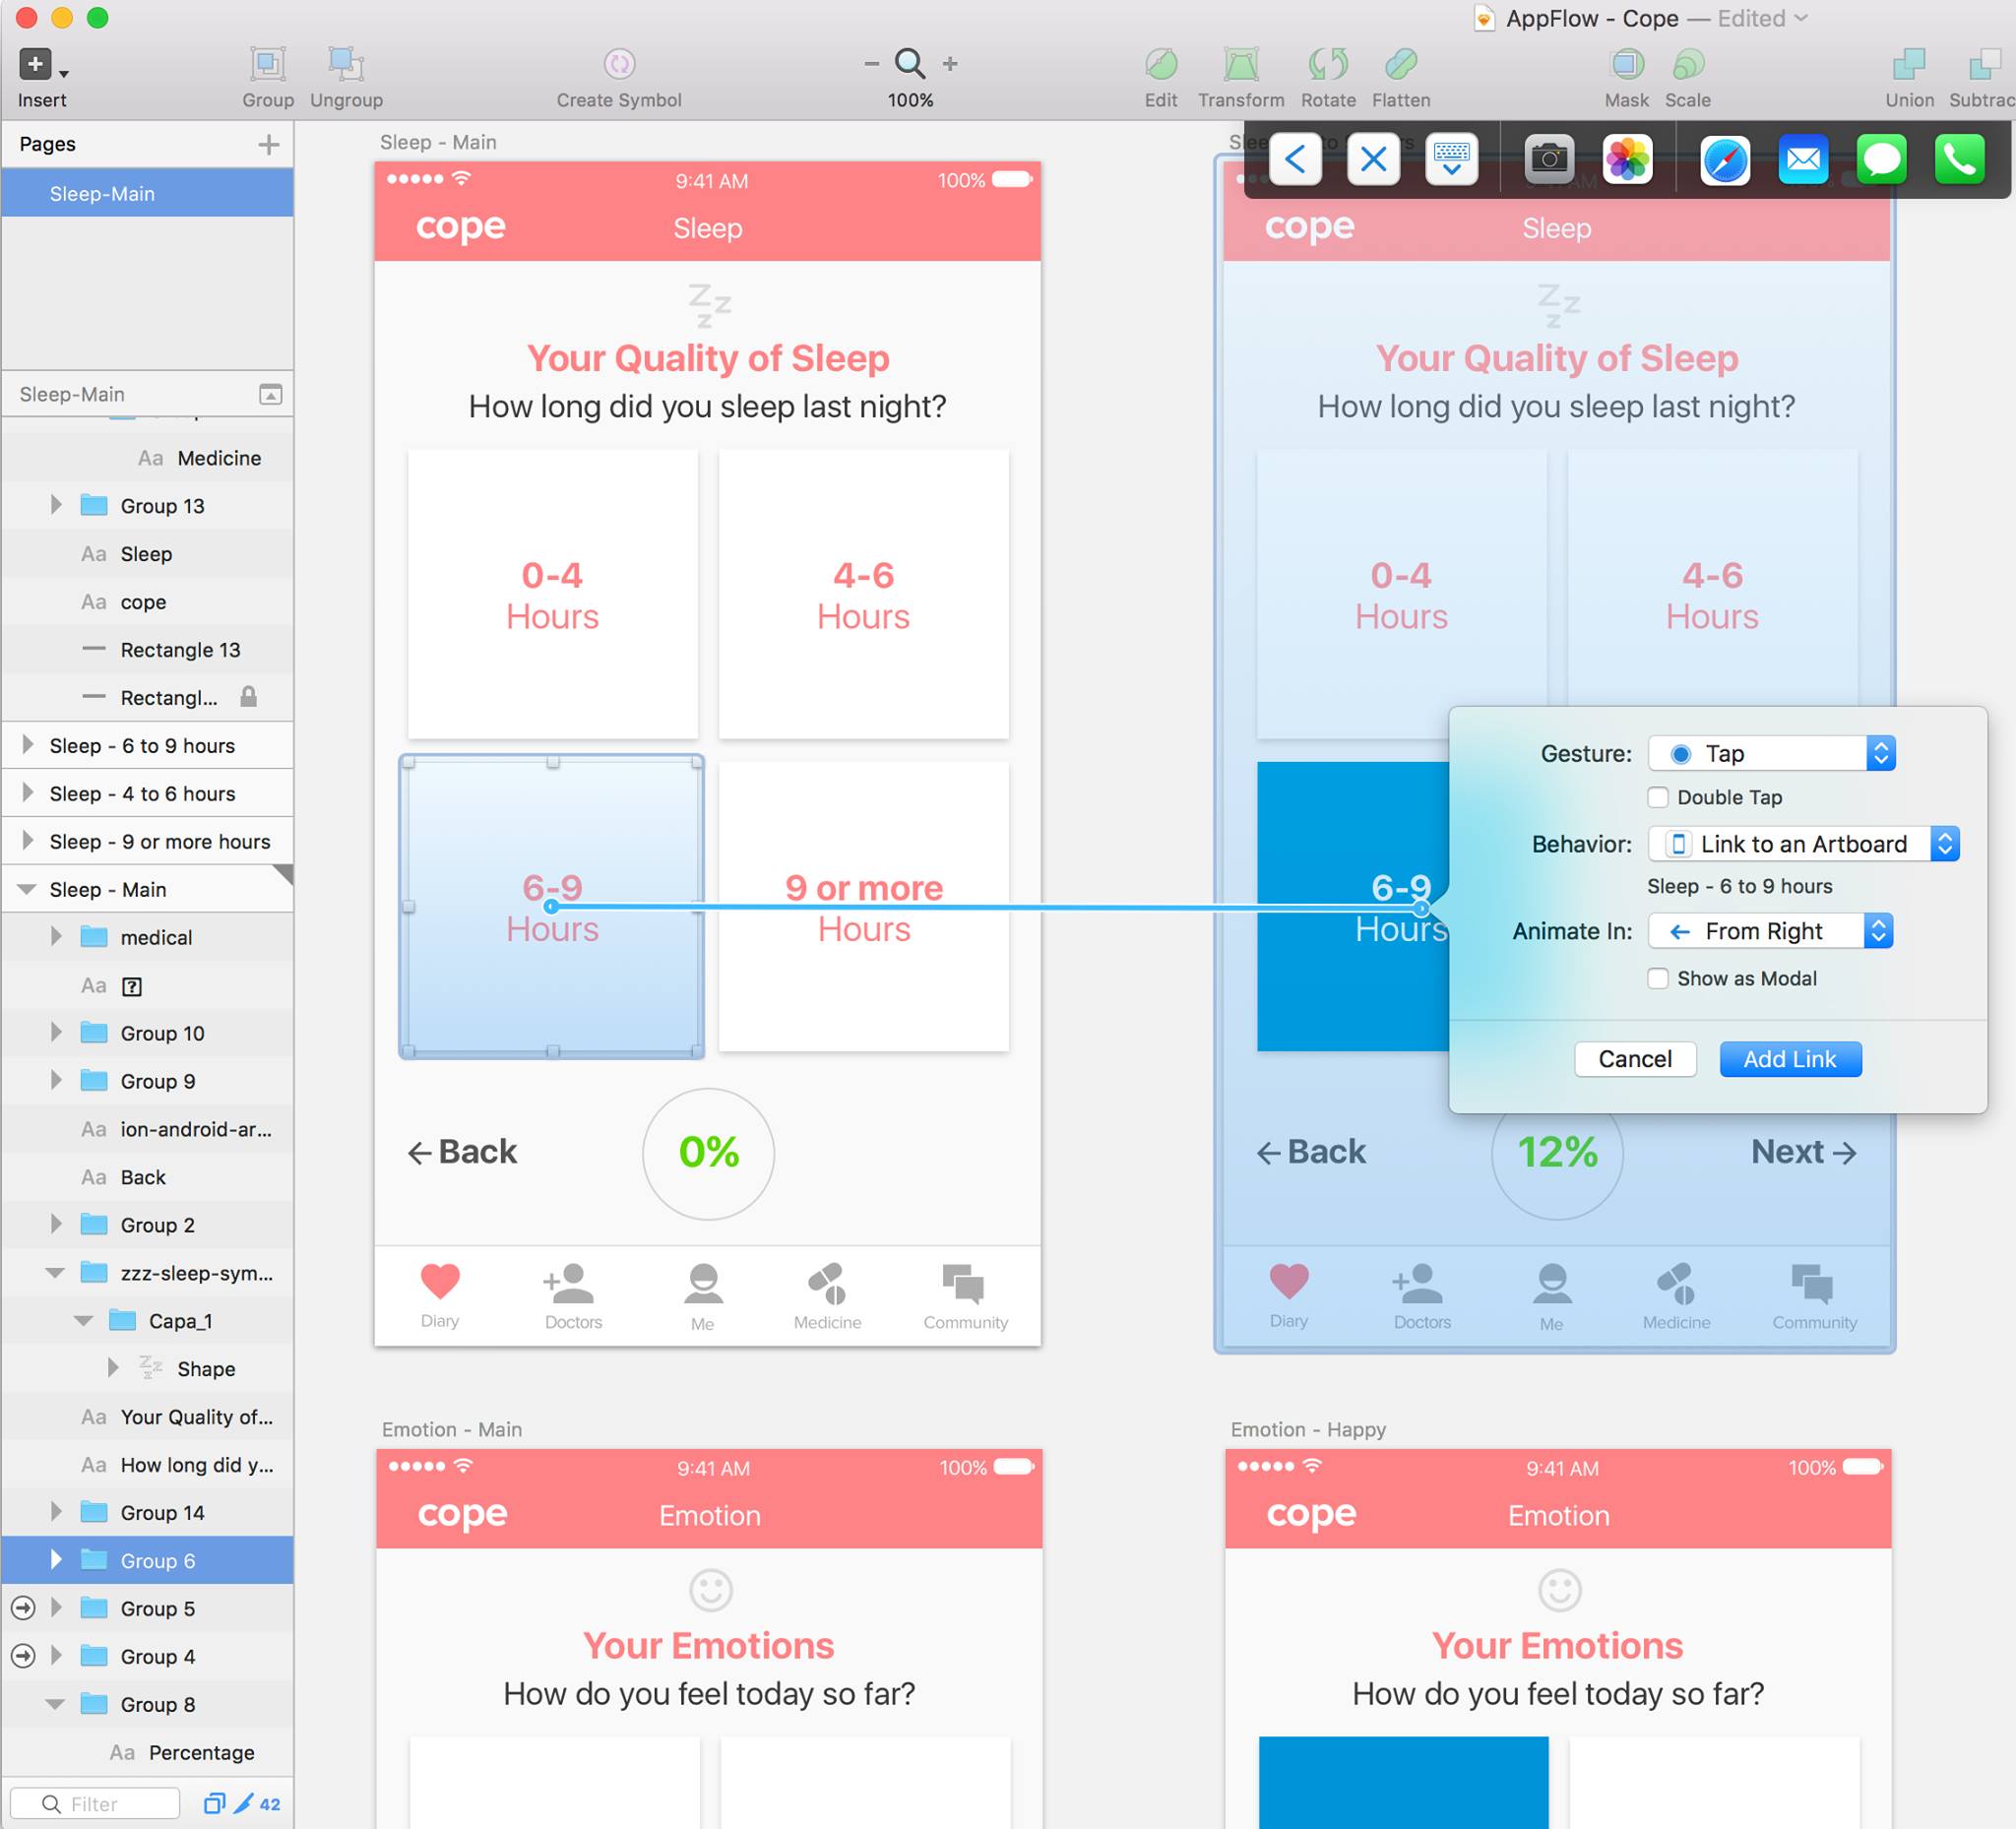 AppFlow - Cope — Edited
Insert
Group
Ungroup
Create Symbol
100%
Edit
Transform
Rotate
Flatten
Mask
Scale
Union
Subtrac
Pages
Sleep-Main
Sleep-Main
Aa Medicine
Group 13
Aa Sleep
Aa cope
Rectangle 13
Rectangl...
Sleep - 6 to 9 hours
Sleep - 4 to 6 hours
Sleep - 9 or more hours
Sleep - Main
medical
Aa ?
Group 10
Group 9
Aa ion-android-ar...
Aa Back
Group 2
zzz-sleep-sym...
Capa_1
Shape
Aa Your Quality of...
Aa How long did y...
Group 14
Group 6
Group 5
Group 4
Group 8
Aa Percentage
Filter
42
Sleep - Main
9:41 AM
100%
cope
Sleep
Zzz
Your Quality of Sleep
How long did you sleep last night?
0-4
Hours
4-6
Hours
6-9
Hours
9 or more
Hours
Back
0%
Diary
Doctors
Me
Medicine
Community
cope
Sleep
Zzz
Your Quality of Sleep
How long did you sleep last night?
0-4
Hours
4-6
Hours
6-9
Hours
Gesture: Tap
Double Tap
Behavior: Link to an Artboard
Sleep - 6 to 9 hours
Animate In: From Right
Show as Modal
Cancel
Add Link
Back
12%
Next
Diary
Doctors
Me
Medicine
Community
Emotion - Main
9:41 AM
100%
cope
Emotion
Your Emotions
How do you feel today so far?
Emotion - Happy
9:41 AM
100%
cope
Emotion
Your Emotions
How do you feel today so far?